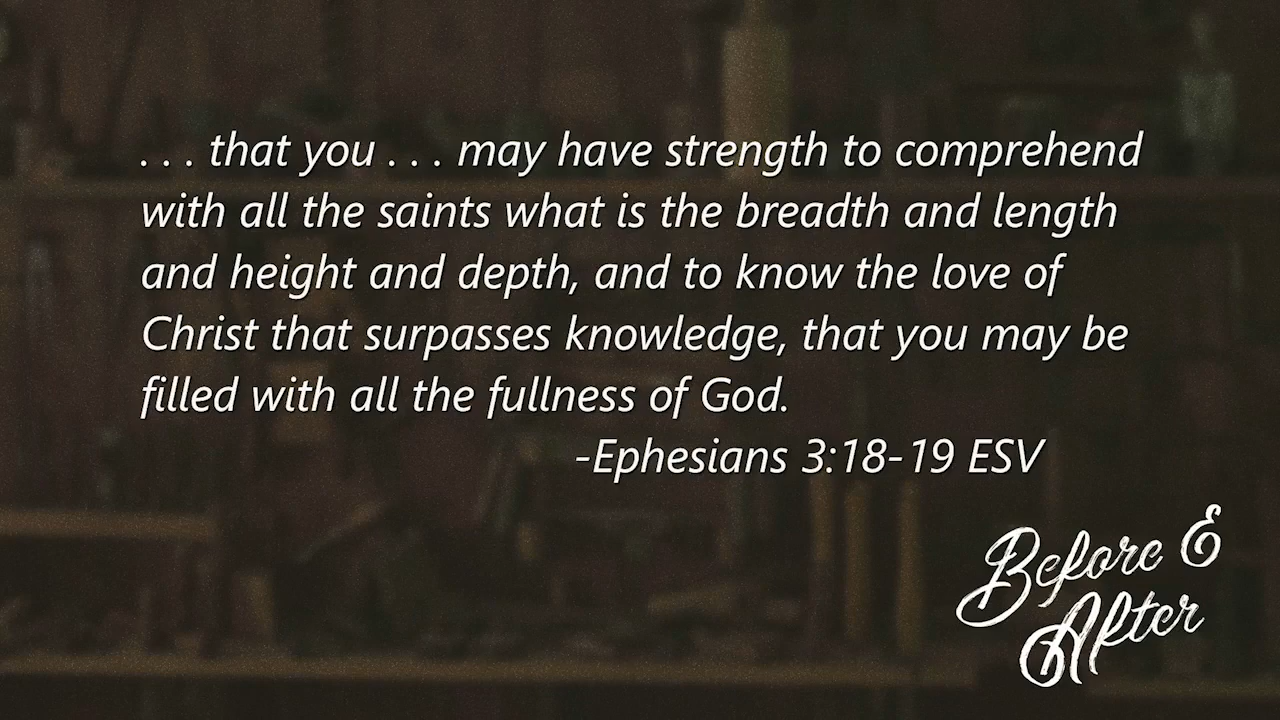 . . . that you . . . may have strength to comprehend
with all the saints what is the breadth and length
and height and depth, and to know the love of
Christ that surpasses knowledge, that you may be
filled with all the fullness of God.
-Ephesians 3:18-19 ESV
Before &
After